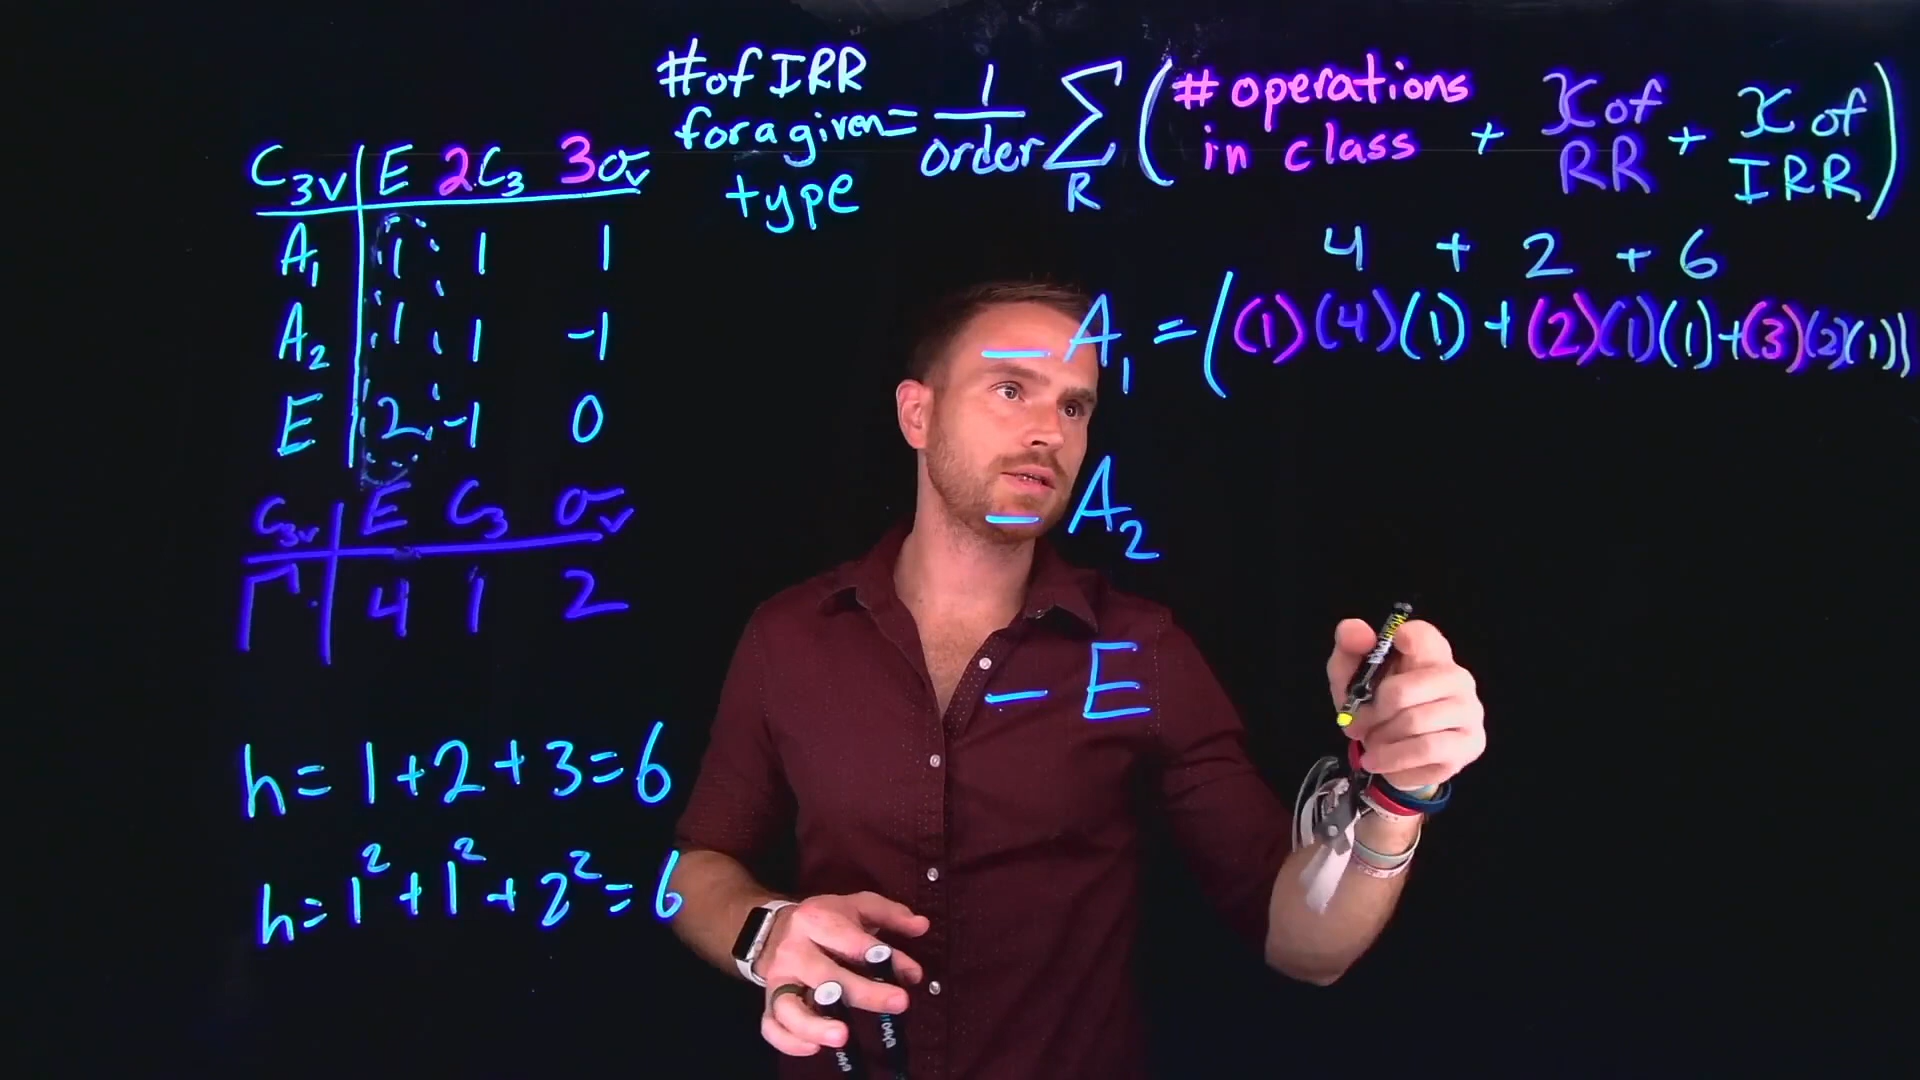 #of IRR
for a given
type
= 1/order Σ R ( # operations in class + χ of RR + χ of IRR )
C3v | E 2C3 3σv
A1 | 1 1 1
A2 | 1 1 -1
E | 2 -1 0
C3v | E C3 σv
Γ | 4 1 2
h = 1 + 2 + 3 = 6
h = 1² + 1² + 2² = 6
4 + 2 + 6
_ A1 = ((1)(4)(1) + (2)(1)(1) + (3)(2)(1))
_ A2
_ E